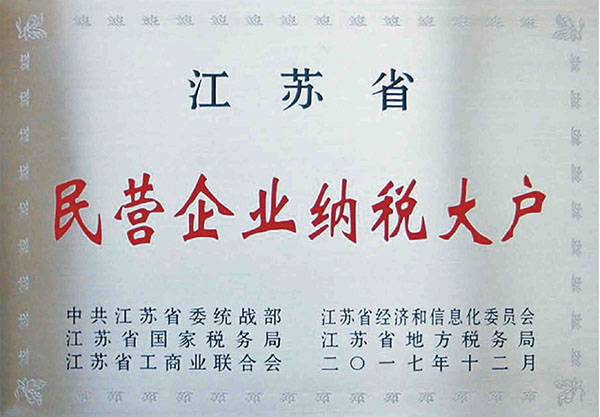 江苏省
民营企业纳税大户
中共江苏省委统战部 江苏省经济和信息化委员会
江苏省国家税务局 江苏省地方税务局
江苏省工商业联合会 二〇一七年十二月